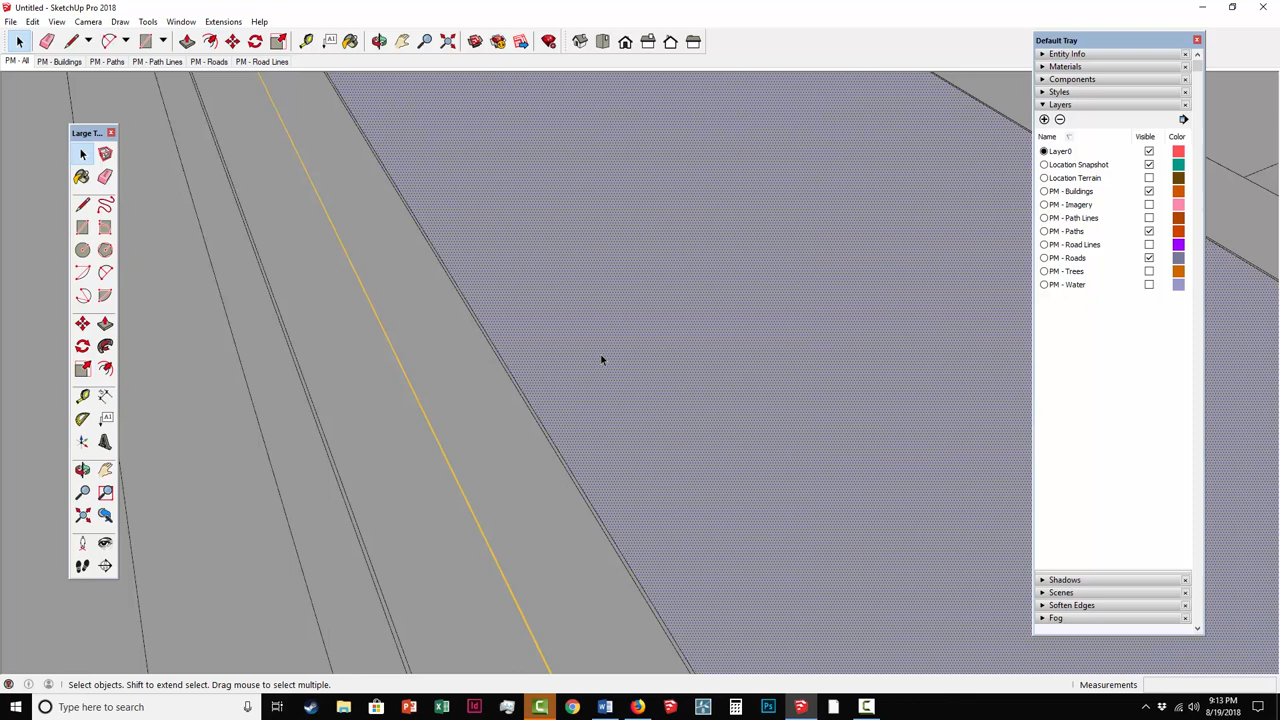 Untitled - SketchUp Pro 2018
File Edit View Camera Draw Tools Window Extensions Help
PM - All PM - Buildings PM - Paths PM - Path Lines PM - Roads PM - Road Lines
Large T...
Default Tray
Entity Info
Materials
Components
Styles
Layers
Name Visible Color
Layer0
Location Snapshot
Location Terrain
PM - Buildings
PM - Imagery
PM - Path Lines
PM - Paths
PM - Road Lines
PM - Roads
PM - Trees
PM - Water
Shadows
Scenes
Soften Edges
Fog
Select objects. Shift to extend select. Drag mouse to select multiple.
Measurements
Type here to search
9:13 PM
8/19/2018